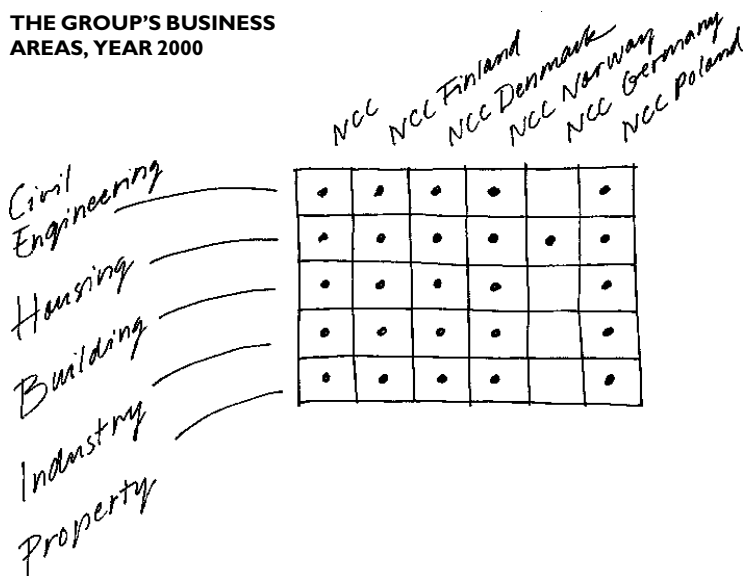 THE GROUP'S BUSINESS
AREAS, YEAR 2000
NCC
NCC Finland
NCC Denmark
NCC Norway
NCC Germany
NCC Poland
Civil
Engineering
Housing
Building
Industry
Property